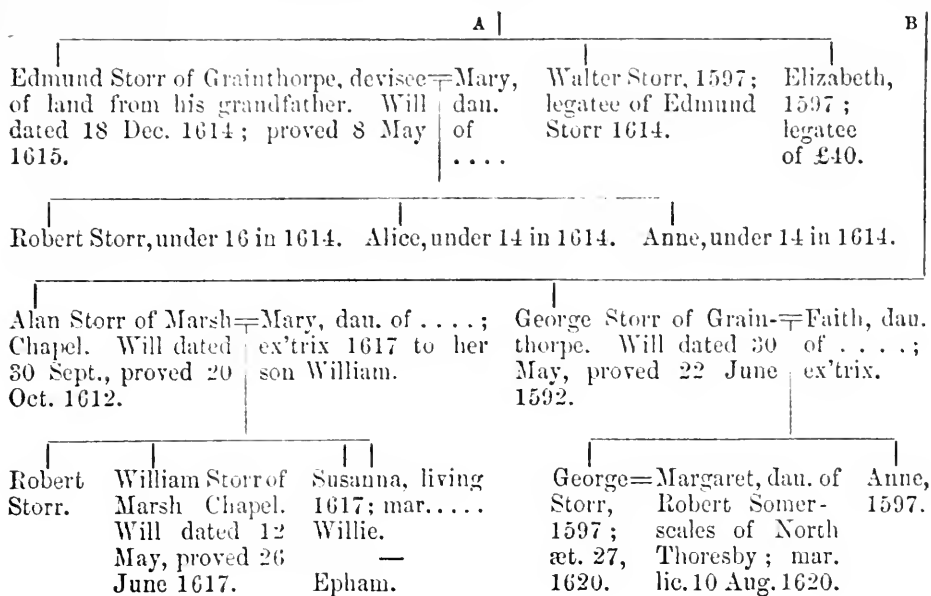 A B
Edmund Storr of Grainthorpe, devisee
of land from his grandfather. Will
dated 18 Dec. 1614; proved 8 May
1615.
Mary,
dau.
of
. . . .
Walter Storr, 1597;
legatee of Edmund
Storr 1614.
Elizabeth,
1597;
legatee
of £40.
Robert Storr, under 16 in 1614. Alice, under 14 in 1614. Anne, under 14 in 1614.
Alan Storr of Marsh
Chapel. Will dated
30 Sept., proved 20
Oct. 1612.
Mary, dau. of . . . .;
ex'trix 1617 to her
son William.
George Storr of Grain-
thorpe. Will dated 30
May, proved 22 June
1592.
Faith, dau.
of . . . .;
ex'trix.
Robert
Storr.
William Storr of
Marsh Chapel.
Will dated 12
May, proved 26
June 1617.
Susanna, living
1617; mar. . . . .
Willie.
—
Epham.
George
Storr,
1597;
æt. 27,
1620.
Margaret, dau. of
Robert Somer-
scales of North
Thoresby; mar.
lic. 10 Aug. 1620.
Anne,
1597.